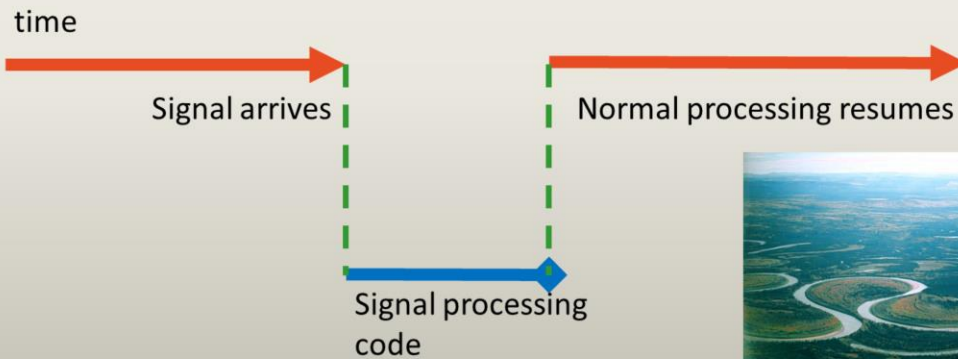 time
Signal arrives
Normal processing resumes
Signal processing
code